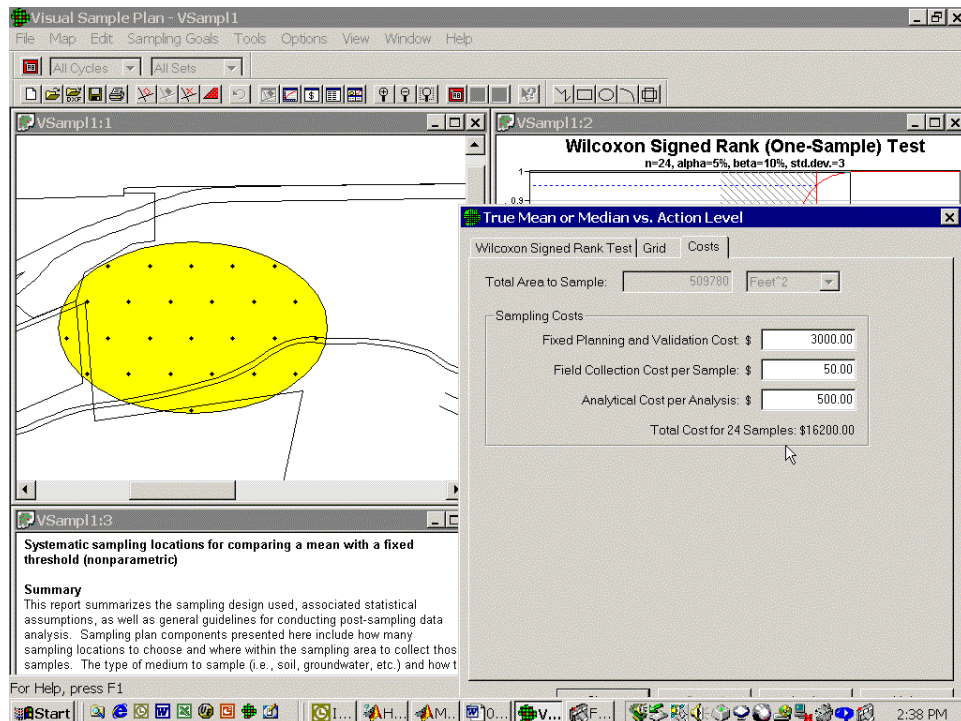 Visual Sample Plan - VSampl1
File Map Edit Sampling Goals Tools Options View Window Help
All Cycles All Sets
VSampl1:1
VSampl1:2
Wilcoxon Signed Rank (One-Sample) Test
n=24, alpha=5%, beta=10%, std.dev.=3
1
0.9
True Mean or Median vs. Action Level
Wilcoxon Signed Rank Test Grid Costs
Total Area to Sample: 509780 Feet^2
Sampling Costs
Fixed Planning and Validation Cost: $ 3000.00
Field Collection Cost per Sample: $ 50.00
Analytical Cost per Analysis: $ 500.00
Total Cost for 24 Samples: $16200.00
VSampl1:3
Systematic sampling locations for comparing a mean with a fixed
threshold (nonparametric)
Summary
This report summarizes the sampling design used, associated statistical
assumptions, as well as general guidelines for conducting post-sampling data
analysis. Sampling plan components presented here include how many
sampling locations to choose and where within the sampling area to collect thos
samples. The type of medium to sample (i.e., soil, groundwater, etc.) and how t
For Help, press F1
Start I... H... M... 0... V... F... 2:38 PM